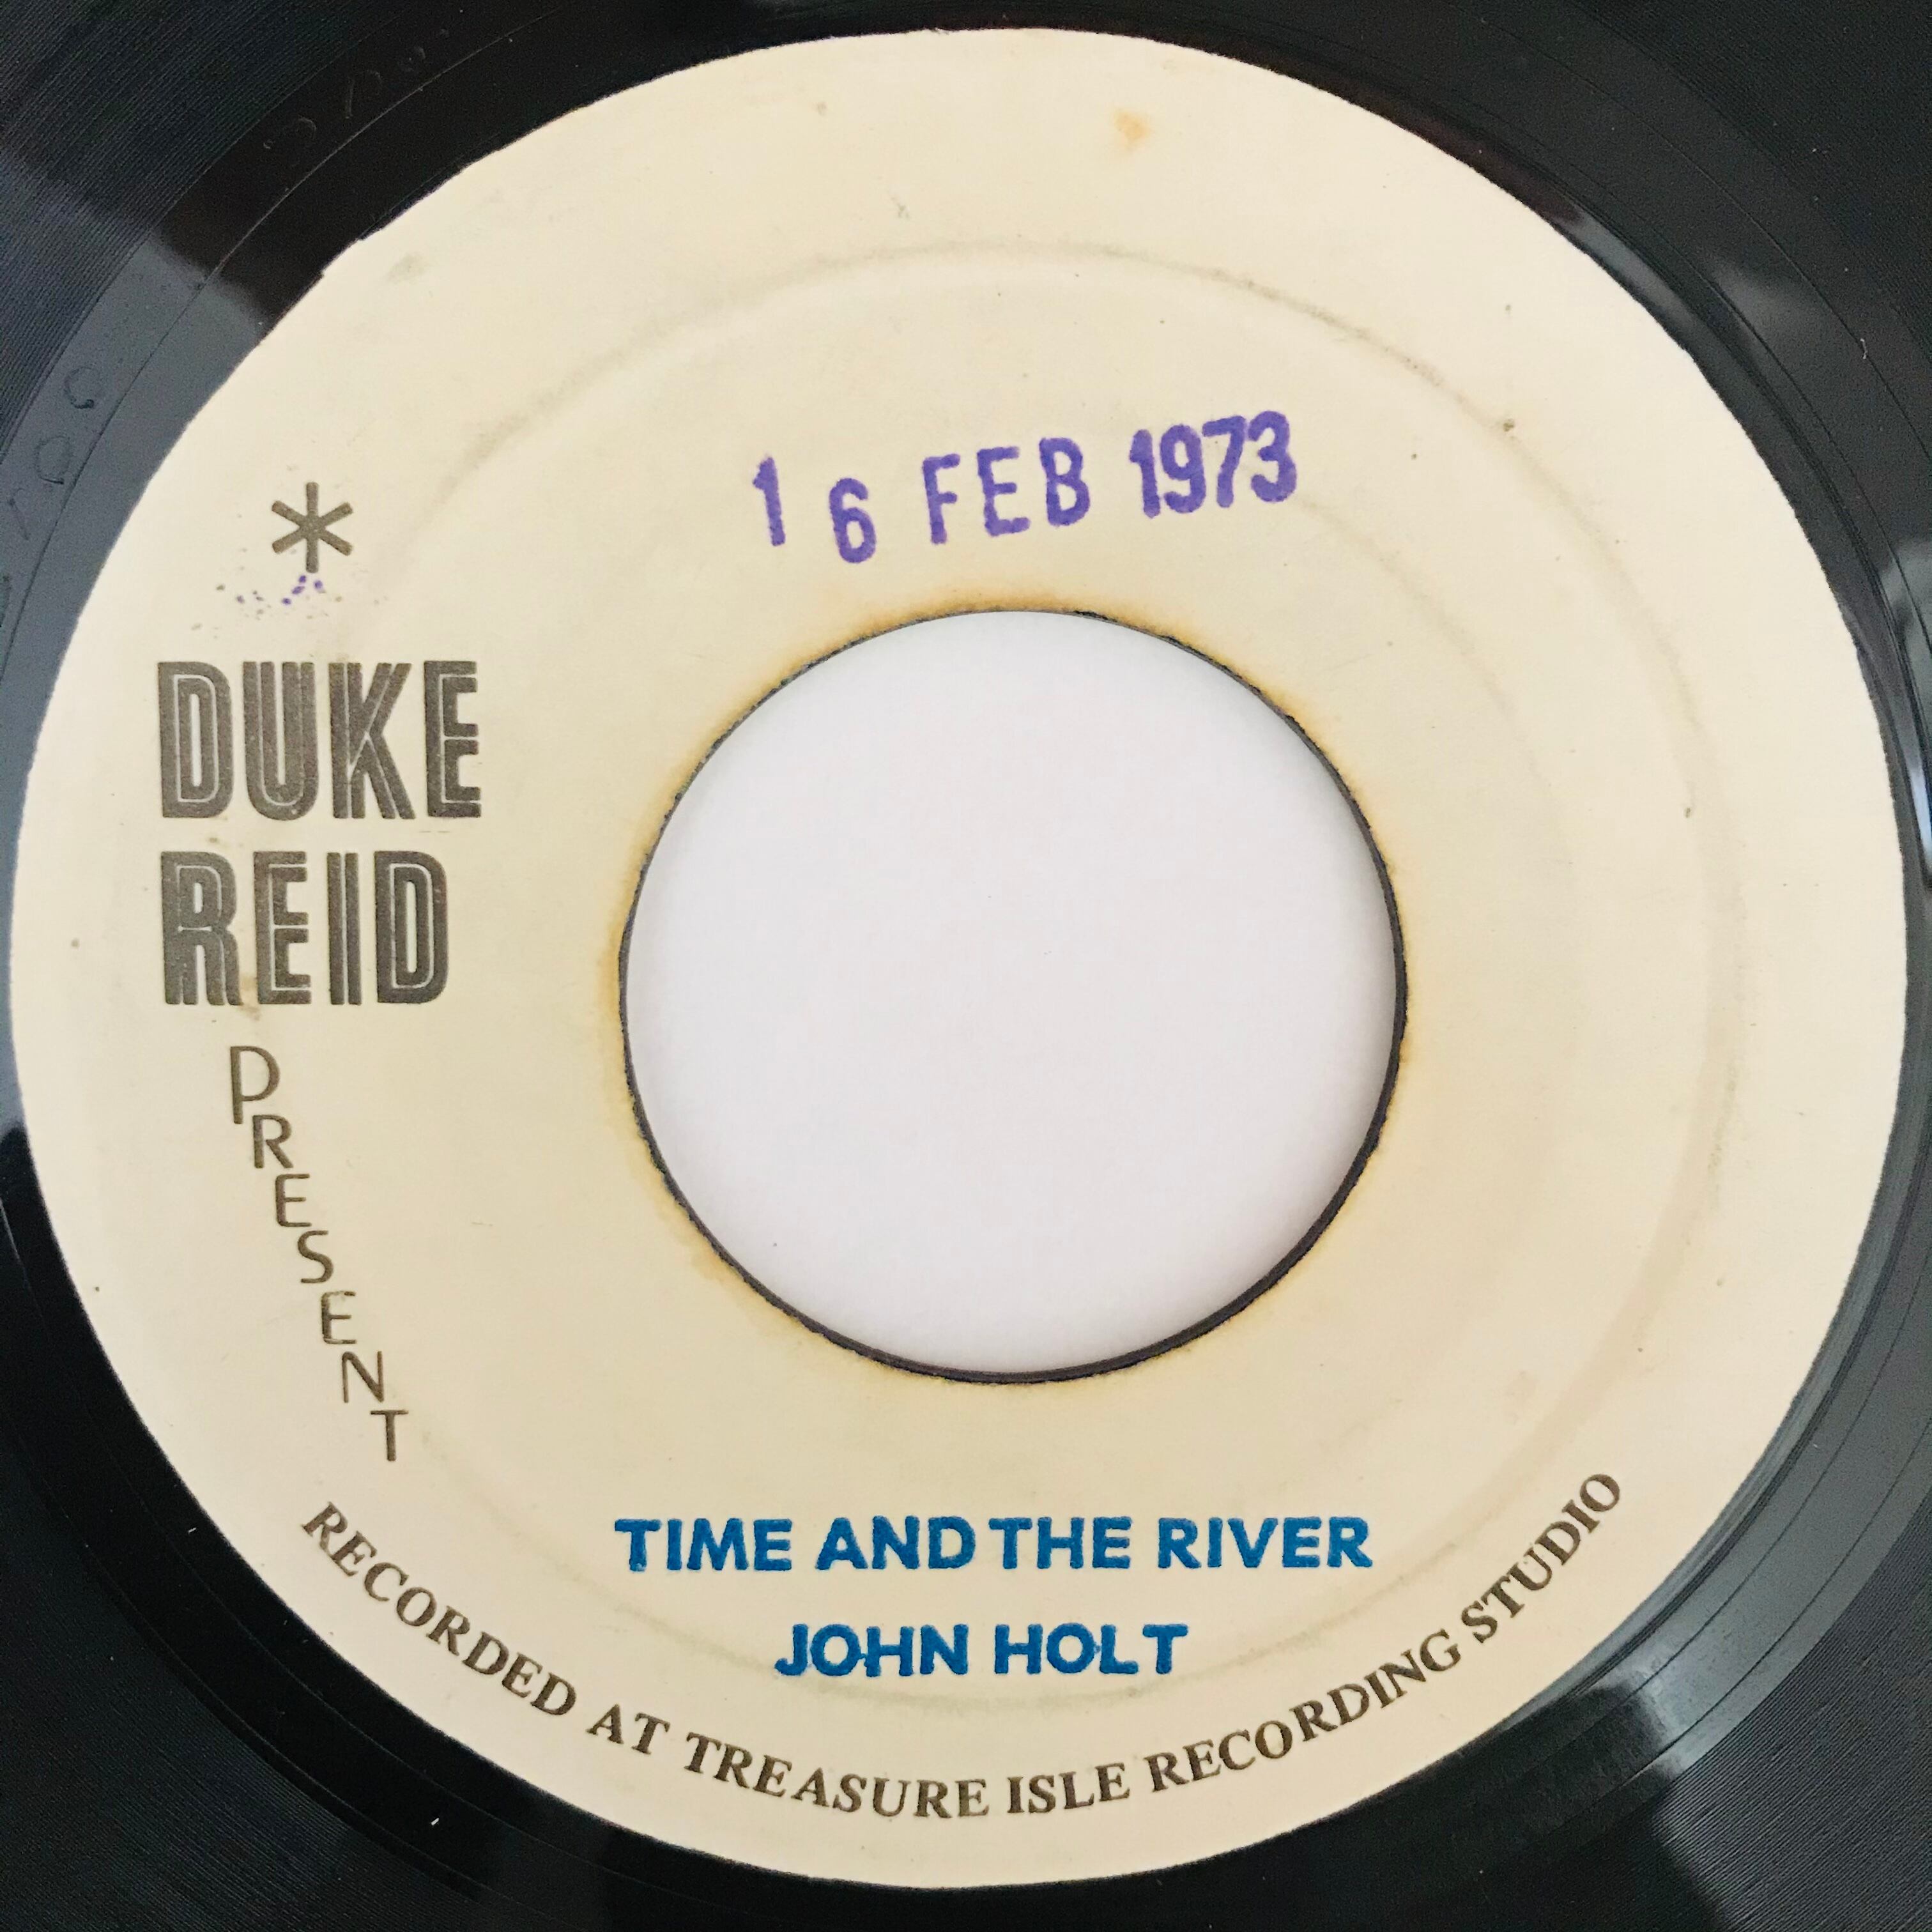 16 FEB 1973
*
DUKE
REID
PRESENT
TIME AND THE RIVER
JOHN HOLT
RECORDED AT TREASURE ISLE RECORDING STUDIO